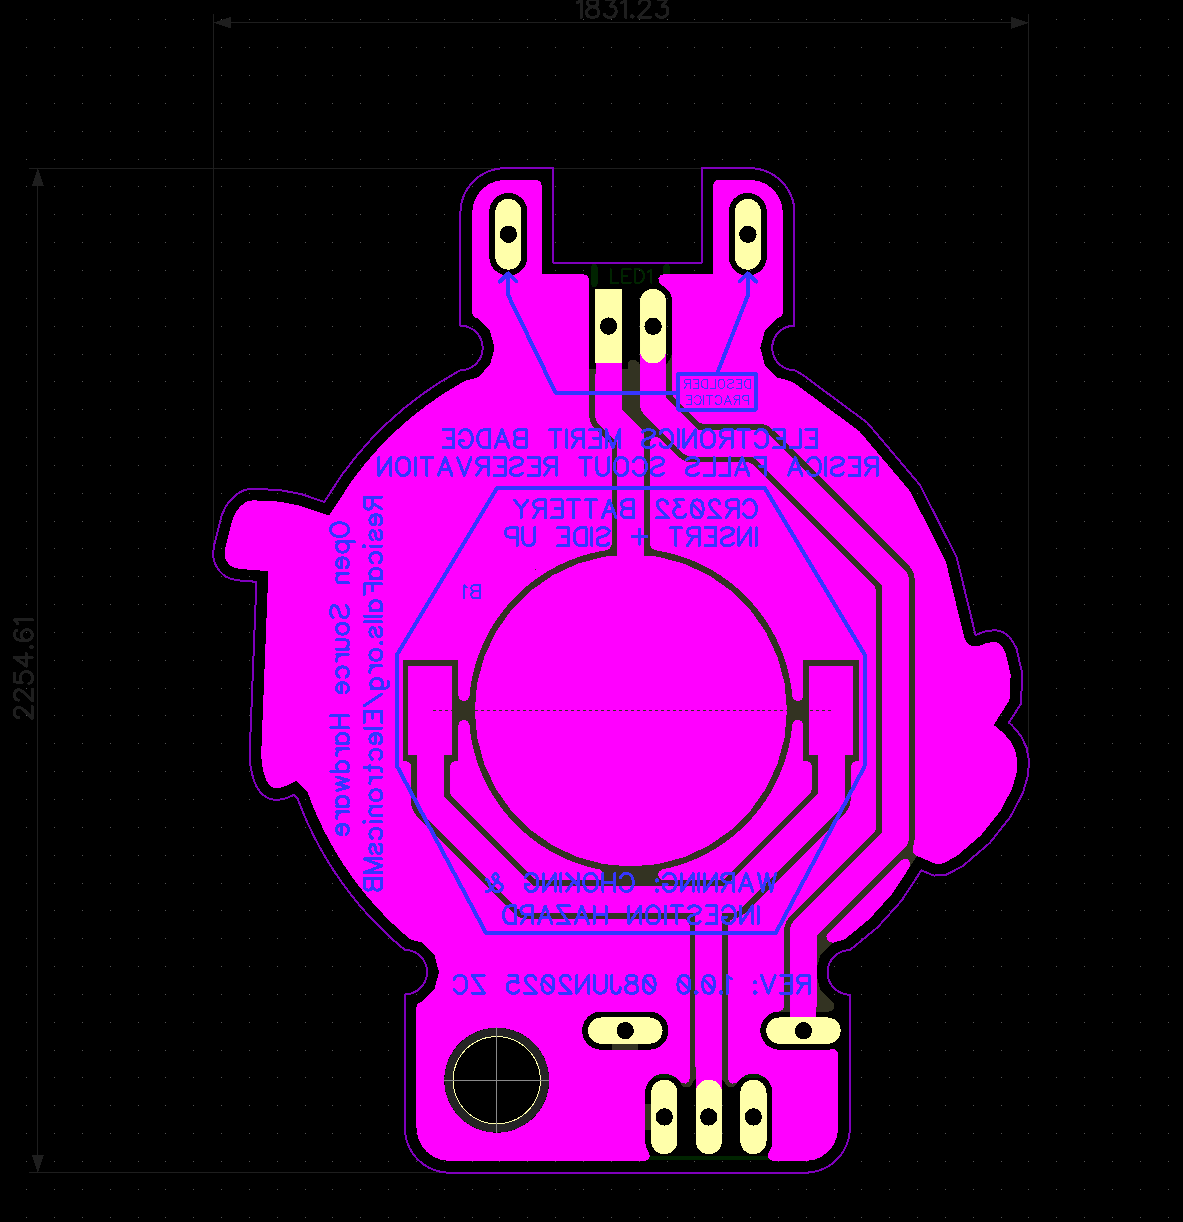 1831.23
LED1
DESOLDER
PRACTICE
ELECTRONICS MERIT BADGE
RESICA FALLS SCOUT RESERVATION
CR2032 BATTERY
INSERT + SIDE UP
B1
ResicaFalls.org/ElectronicsMB
Open Source Hardware
2254.61
WARNING: CHOKING &
INGESTION HAZARD
REV: 1.0.0 08JUN2025 ZC